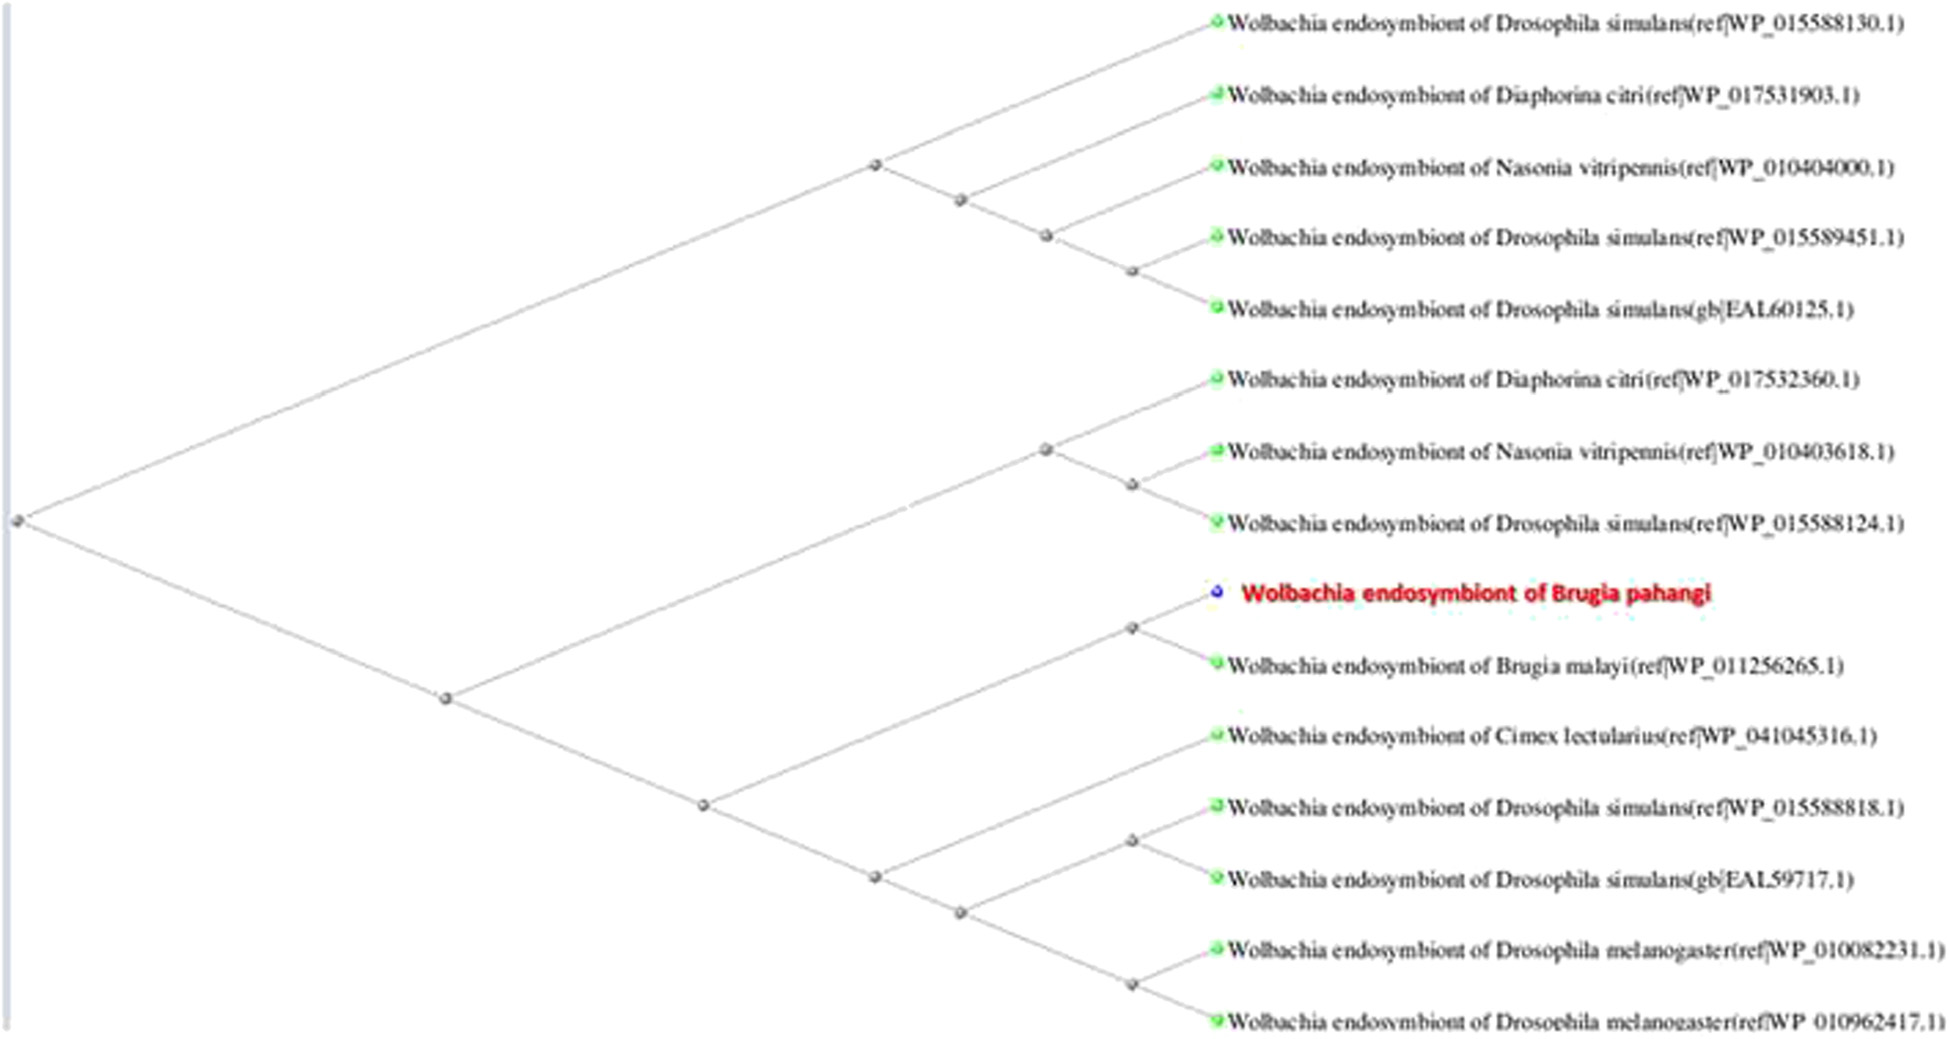 Wolbachia endosymbiont of Drosophila simulans(ref|WP_015588130.1)
Wolbachia endosymbiont of Diaphorina citri(ref|WP_017531903.1)
Wolbachia endosymbiont of Nasonia vitripennis(ref|WP_010404000.1)
Wolbachia endosymbiont of Drosophila simulans(ref|WP_015589451.1)
Wolbachia endosymbiont of Drosophila simulans(gb|EAL60125.1)
Wolbachia endosymbiont of Diaphorina citri(ref|WP_017532360.1)
Wolbachia endosymbiont of Nasonia vitripennis(ref|WP_010403618.1)
Wolbachia endosymbiont of Drosophila simulans(ref|WP_015588124.1)
Wolbachia endosymbiont of Brugia pahangi
Wolbachia endosymbiont of Brugia malayi(ref|WP_011256265.1)
Wolbachia endosymbiont of Cimex lectularius(ref|WP_041045316.1)
Wolbachia endosymbiont of Drosophila simulans(ref|WP_015588818.1)
Wolbachia endosymbiont of Drosophila simulans(gb|EAL59717.1)
Wolbachia endosymbiont of Drosophila melanogaster(ref|WP_010082231.1)
Wolbachia endosymbiont of Drosophila melanogaster(ref|WP_010962417.1)